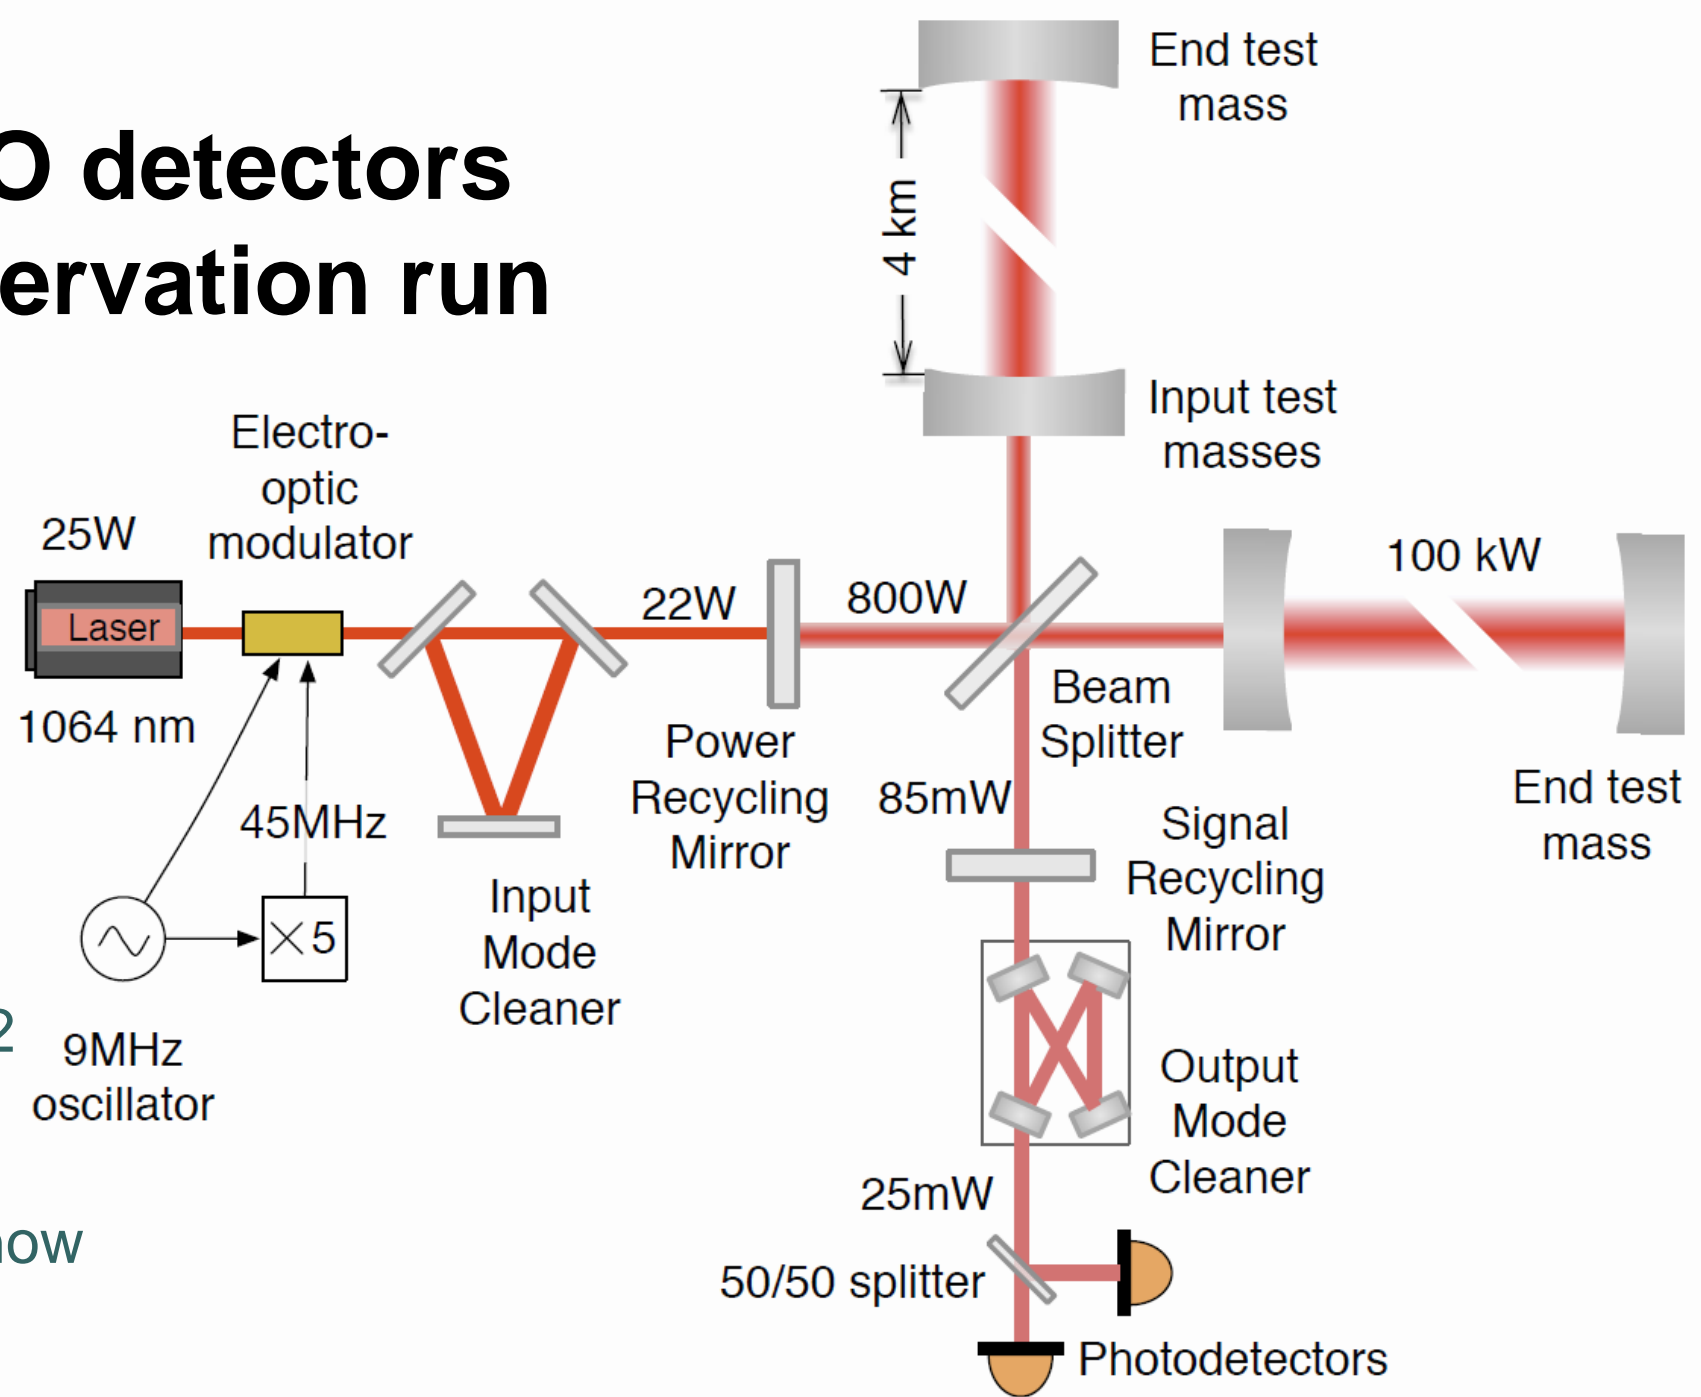 O detectors
ervation run
End test
mass
4 km
Input test
masses
Electro-
optic
modulator
25W
Laser
1064 nm
22W
800W
100 kW
Power
Recycling
Mirror
Beam
Splitter
End test
mass
45MHz
×5
85mW
Signal
Recycling
Mirror
Input
Mode
Cleaner
2
9MHz
oscillator
Output
Mode
Cleaner
25mW
now
50/50 splitter
Photodetectors